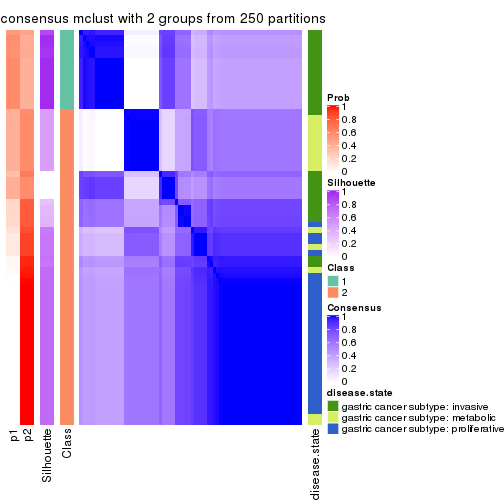 consensus mclust with 2 groups from 250 partitions
Prob
1
0.8
0.6
0.4
0.2
0
Silhouette
1
0.8
0.6
0.4
0.2
0
Class
1
2
Consensus
1
0.8
0.6
0.4
0.2
0
disease.state
gastric cancer subtype: invasive
gastric cancer subtype: metabolic
gastric cancer subtype: proliferative
p1
p2
Silhouette
Class
disease.state